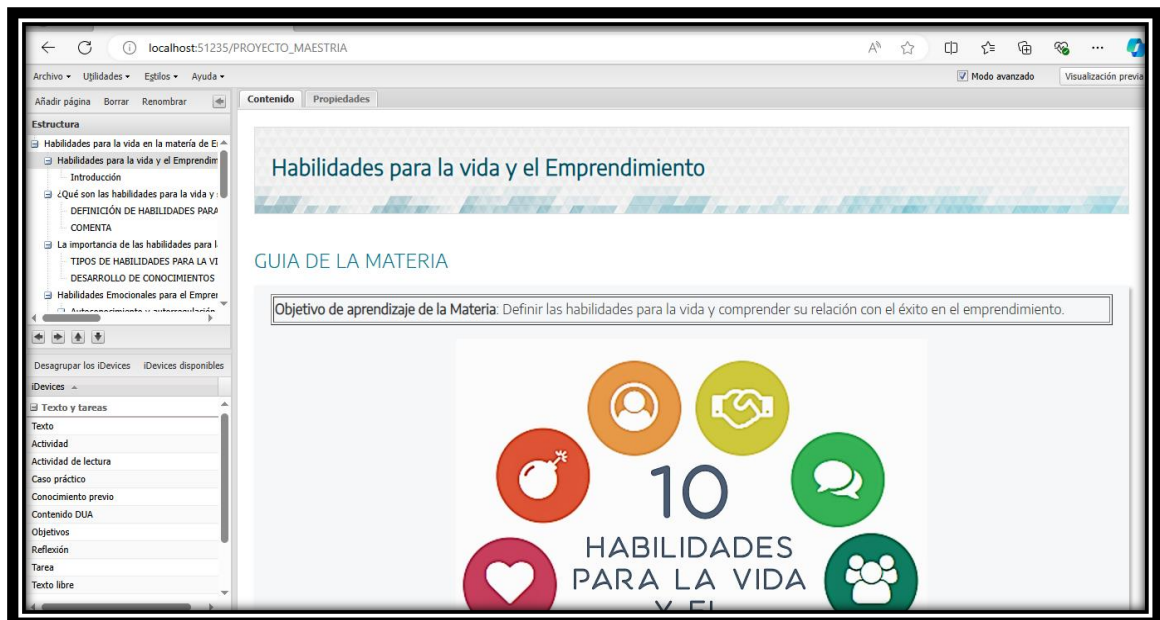 localhost:51235/PROYECTO_MAESTRIA
Archivo Utilidades Estilos Ayuda
Modo avanzado Visualización previa
Añadir página Borrar Renombrar
Contenido Propiedades
Estructura
Habilidades para la vida en la matería de
Habilidades para la vida y el Emprendim
Introducción
¿Qué son las habilidades para la vida y
DEFINICIÓN DE HABILIDADES PARA
COMENTA
La importancia de las habilidades para
TIPOS DE HABILIDADES PARA LA VI
DESARROLLO DE CONOCIMIENTOS
Habilidades Emocionales para el Emprer
Autoconocimiento y autorregulación
Desagrupar los iDevices iDevices disponibles
iDevices
Texto y tareas
Texto
Actividad
Actividad de lectura
Caso práctico
Conocimiento previo
Contenido DUA
Objetivos
Reflexión
Tarea
Texto libre
Habilidades para la vida y el Emprendimiento
GUIA DE LA MATERIA
Objetivo de aprendizaje de la Materia: Definir las habilidades para la vida y comprender su relación con el éxito en el emprendimiento.
10
HABILIDADES
PARA LA VIDA
Y EL